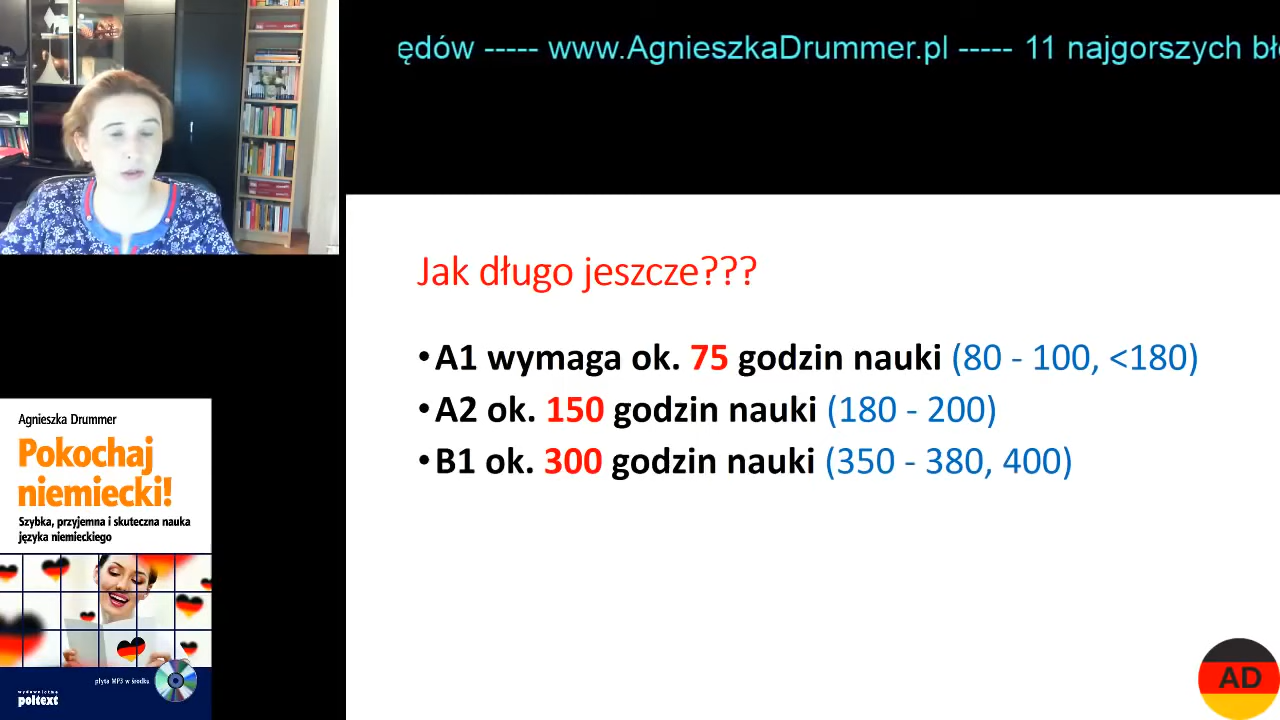 ędów ----- www.AgnieszkaDrummer.pl ----- 11 najgorszych bł
Jak długo jeszcze???
•A1 wymaga ok. 75 godzin nauki (80 - 100, <180)
•A2 ok. 150 godzin nauki (180 - 200)
•B1 ok. 300 godzin nauki (350 - 380, 400)
Agnieszka Drummer
Pokochaj
niemiecki!
Szybka, przyjemna i skuteczna nauka
języka niemieckiego
płyta MP3 w środku
wydawnictwo
poltext
AD